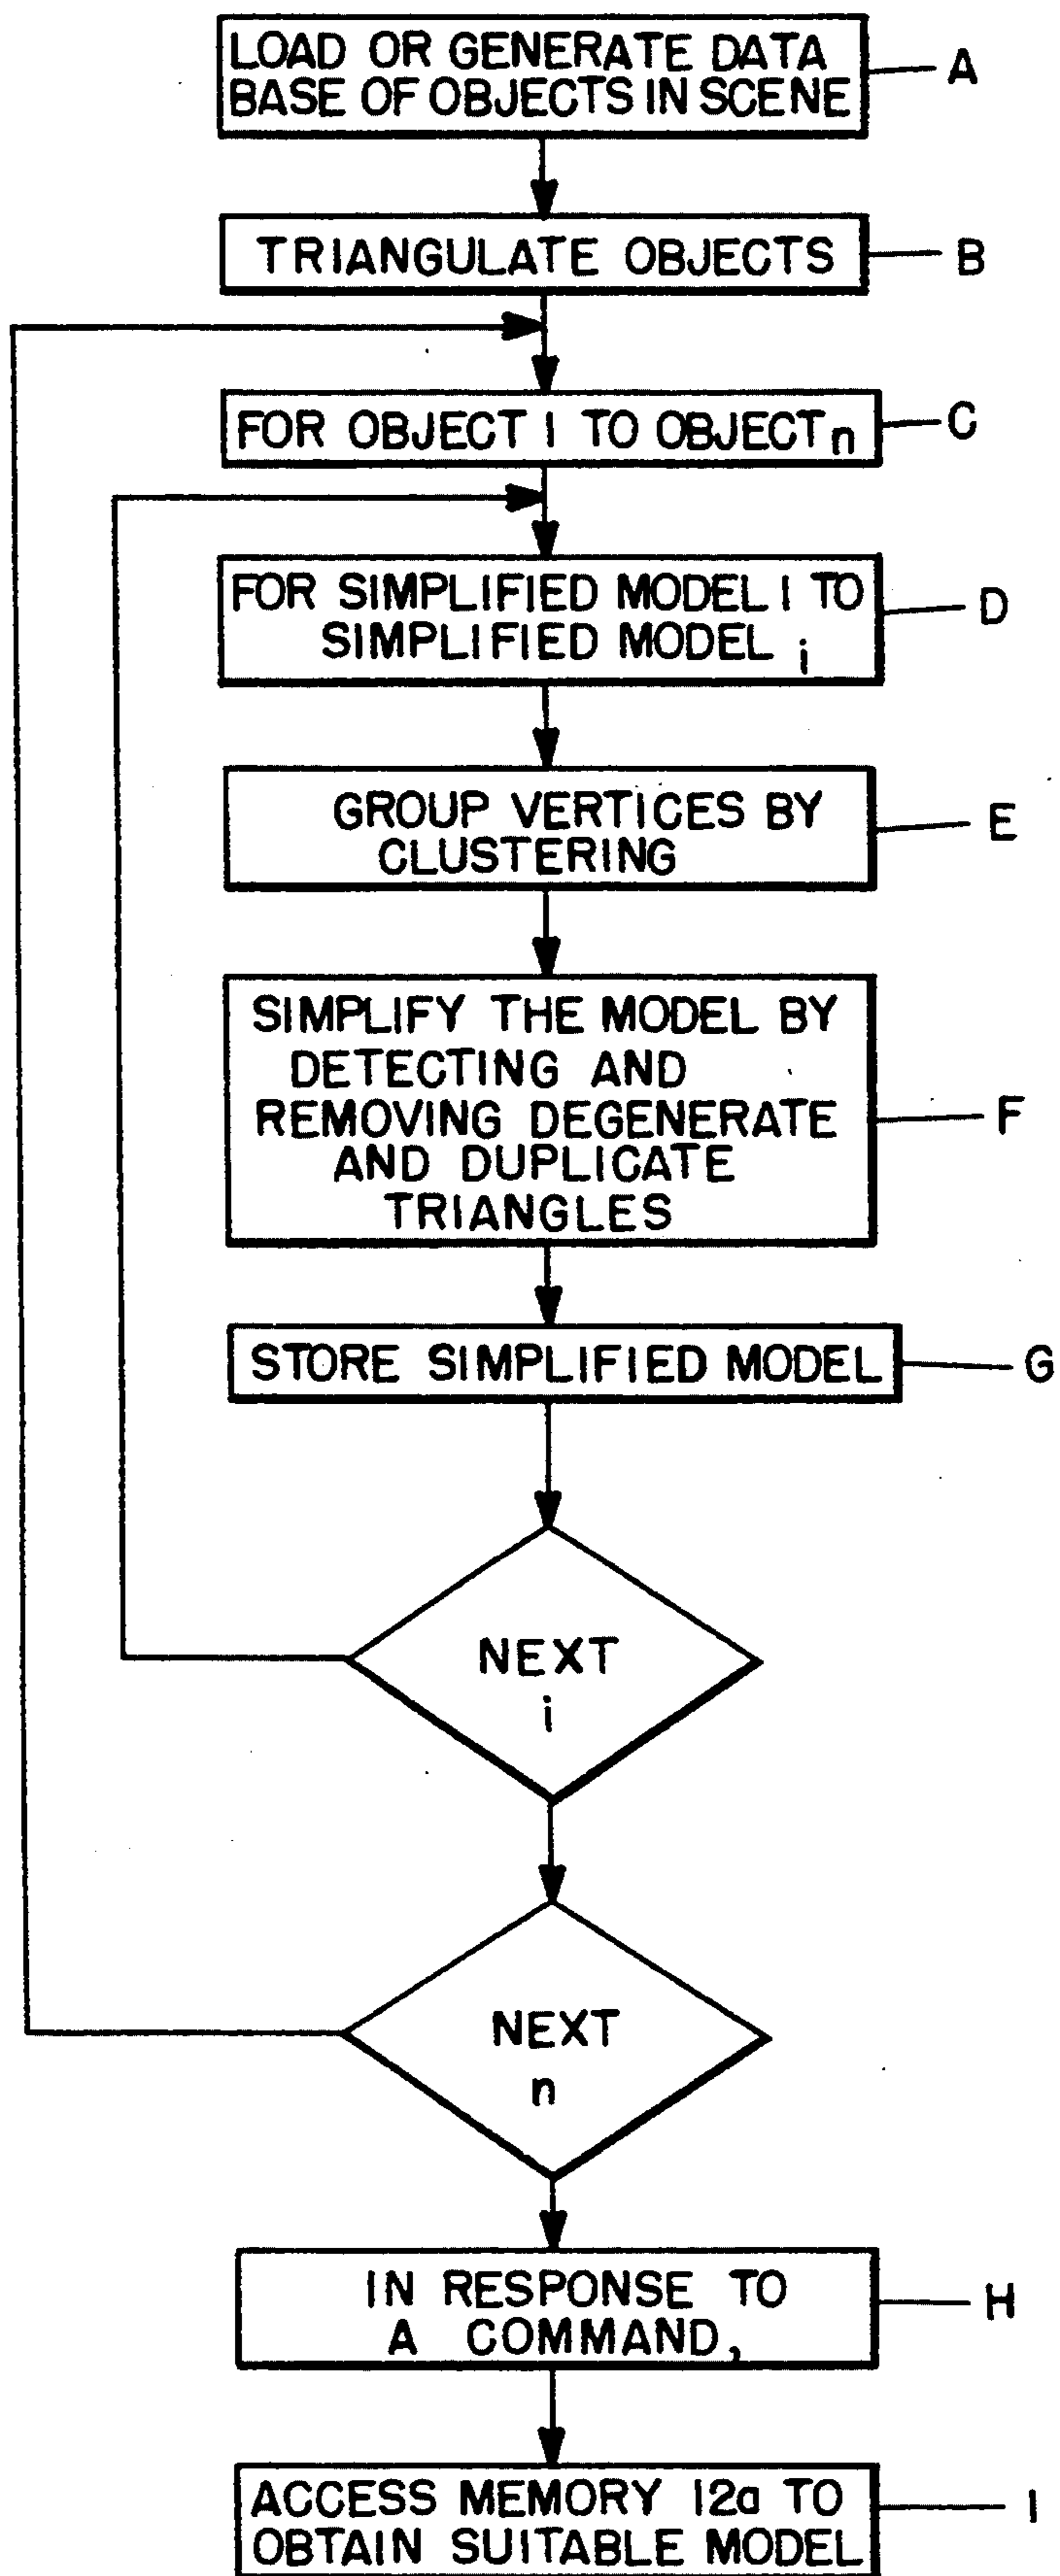 LOAD OR GENERATE DATA
BASE OF OBJECTS IN SCENE
A
TRIANGULATE OBJECTS
B
FOR OBJECT 1 TO OBJECT n
C
FOR SIMPLIFIED MODEL 1 TO
SIMPLIFIED MODEL i
D
GROUP VERTICES BY
CLUSTERING
E
SIMPLIFY THE MODEL BY
DETECTING AND
REMOVING DEGENERATE
AND DUPLICATE
TRIANGLES
F
STORE SIMPLIFIED MODEL
G
NEXT
i
NEXT
n
IN RESPONSE TO
A COMMAND,
H
ACCESS MEMORY 12a TO
OBTAIN SUITABLE MODEL
I